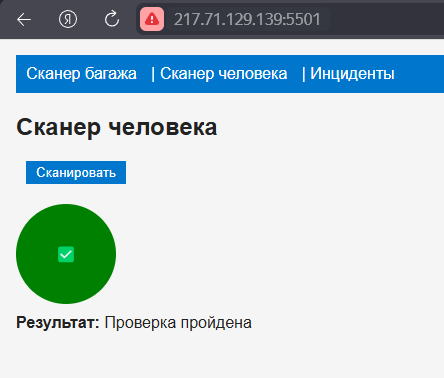 217.71.129.139:5501
Сканер багажа | Сканер человека | Инциденты
Сканер человека
Сканировать
Результат: Проверка пройдена